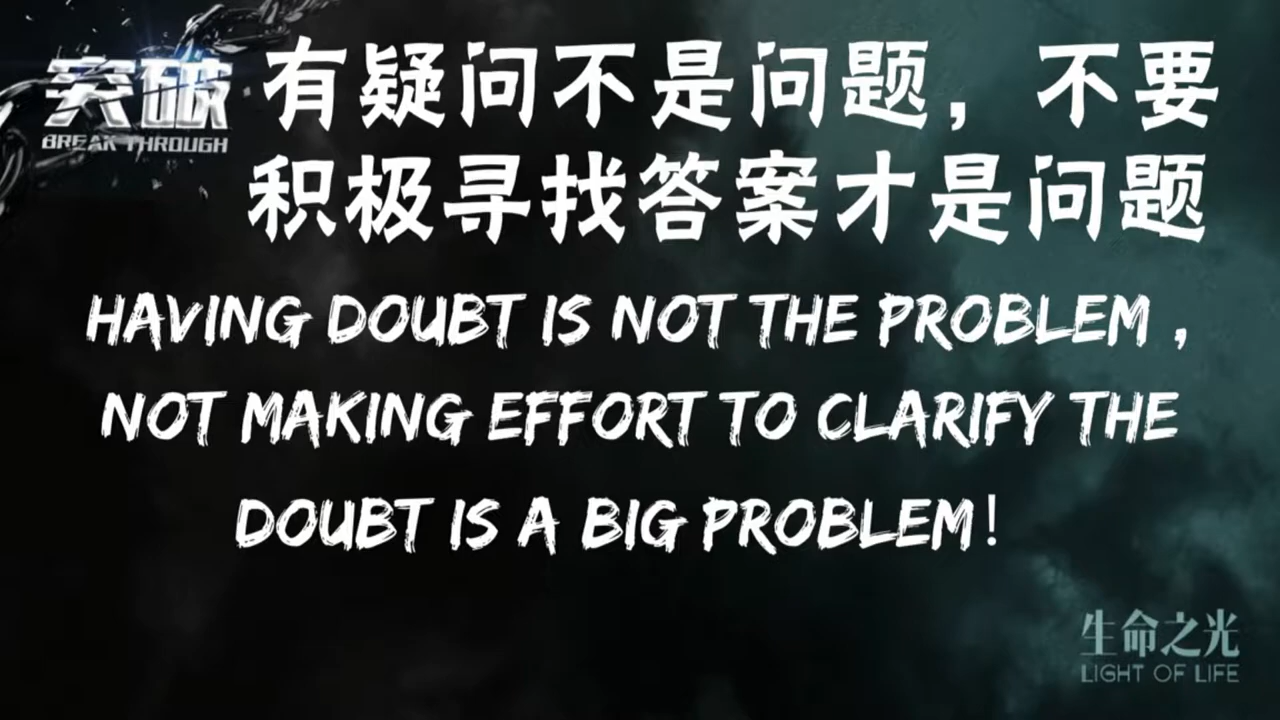 突破
BREAK THROUGH
有疑问不是问题，不要
积极寻找答案才是问题
HAVING DOUBT IS NOT THE PROBLEM ,
NOT MAKING EFFORT TO CLARIFY THE
DOUBT IS A BIG PROBLEM!
生命之光
LIGHT OF LIFE